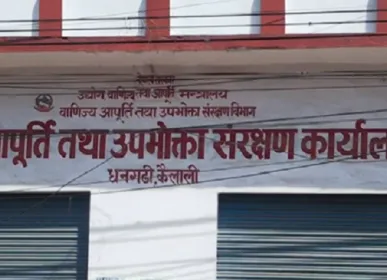 नेपाल सरकार
उद्योग वाणिज्य तथा आपूर्ति मन्त्रालय
वाणिज्य आपूर्ति तथा उपभोक्ता संरक्षण विभाग
आपूर्ति तथा उपभोक्ता संरक्षण कार्याल
धनगढी, कैलाली